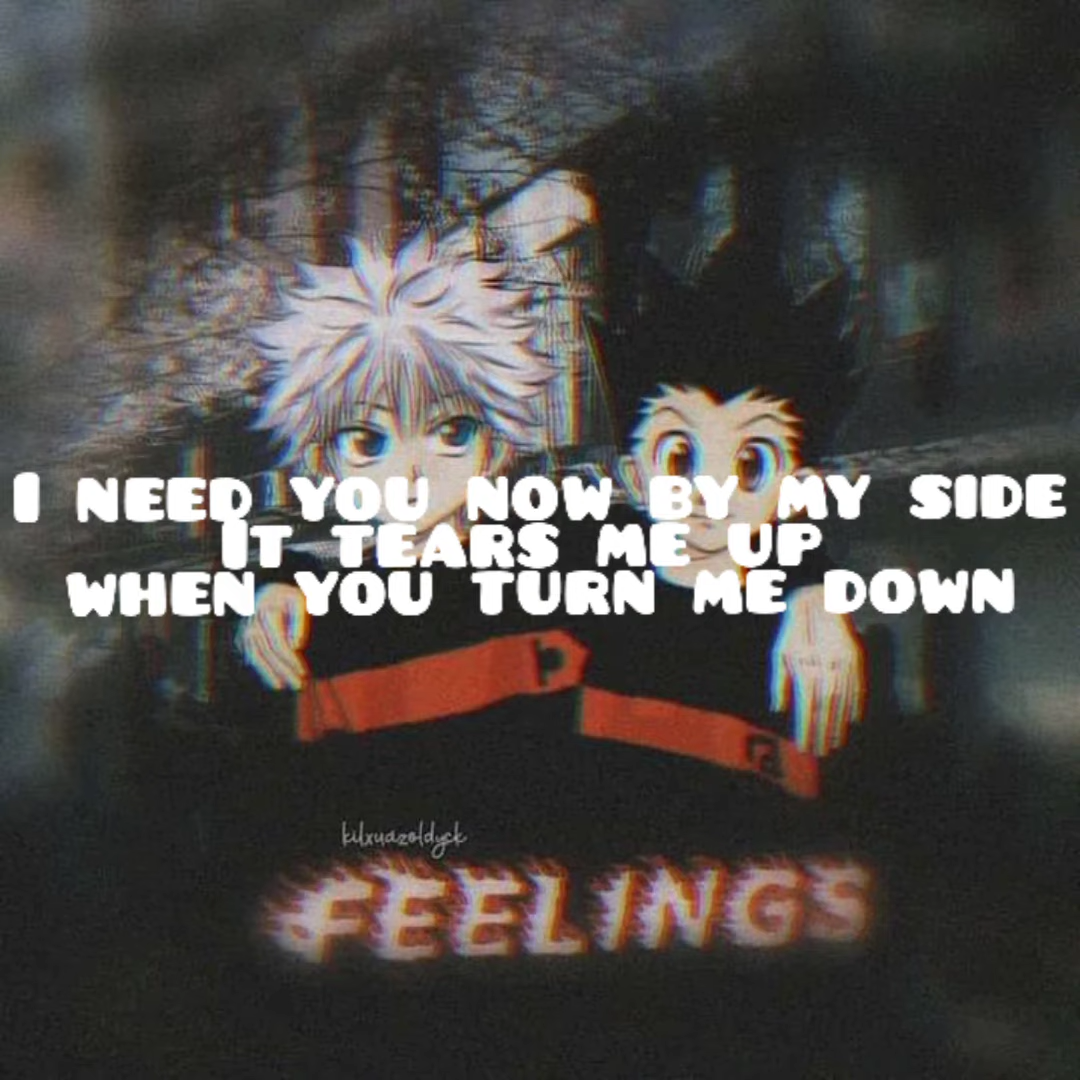 I NEED YOU NOW BY MY SIDE
IT TEARS ME UP
WHEN YOU TURN ME DOWN
kilxuazoldyck
FEELINGS